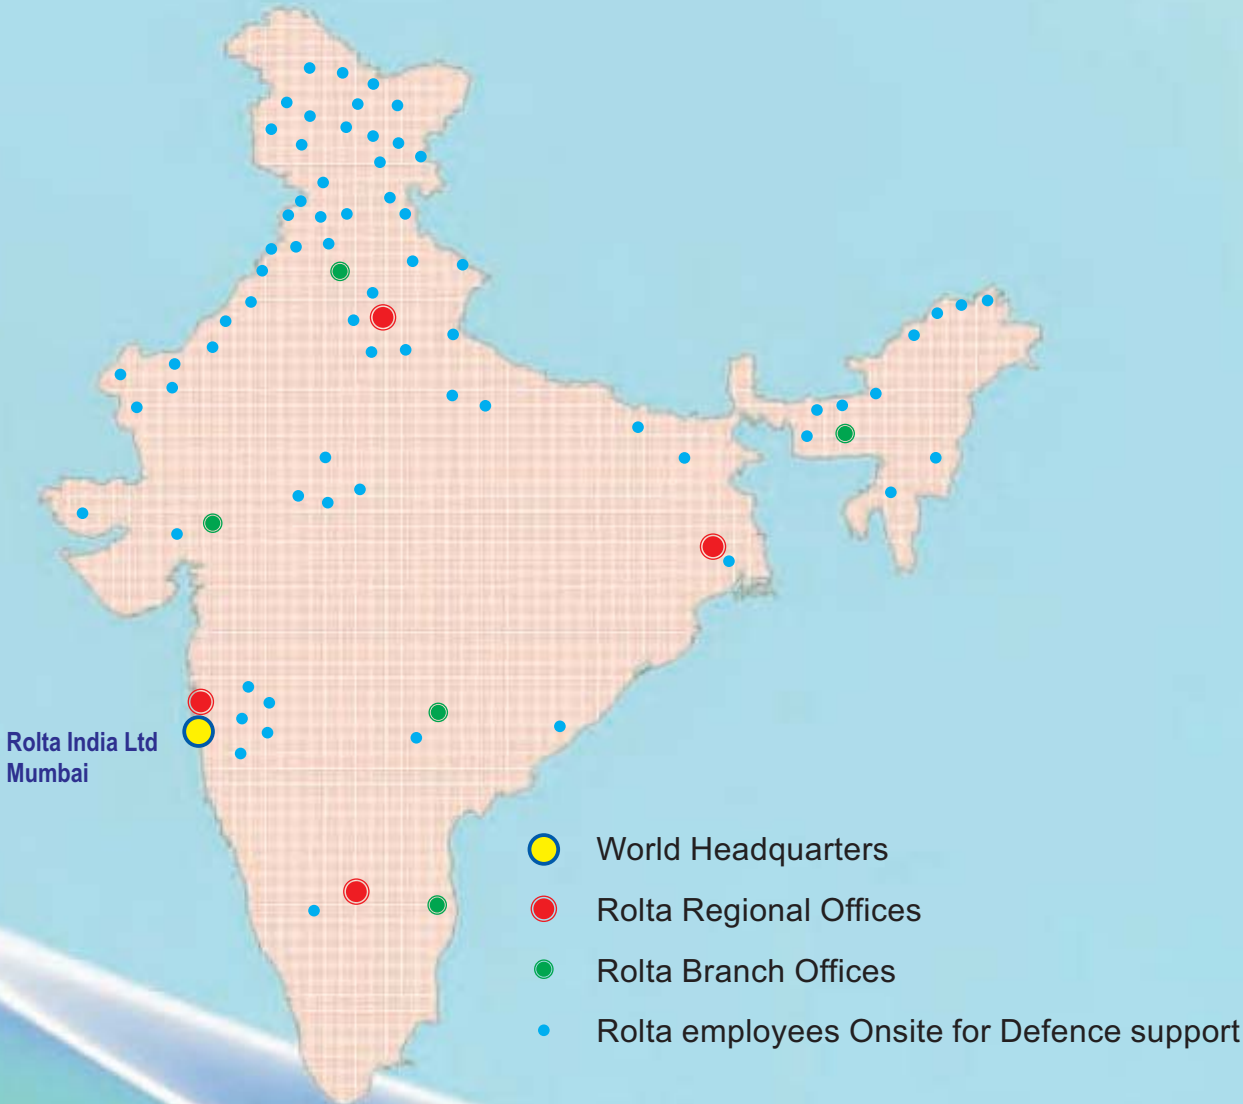 Rolta India Ltd
Mumbai
World Headquarters
Rolta Regional Offices
Rolta Branch Offices
Rolta employees Onsite for Defence support